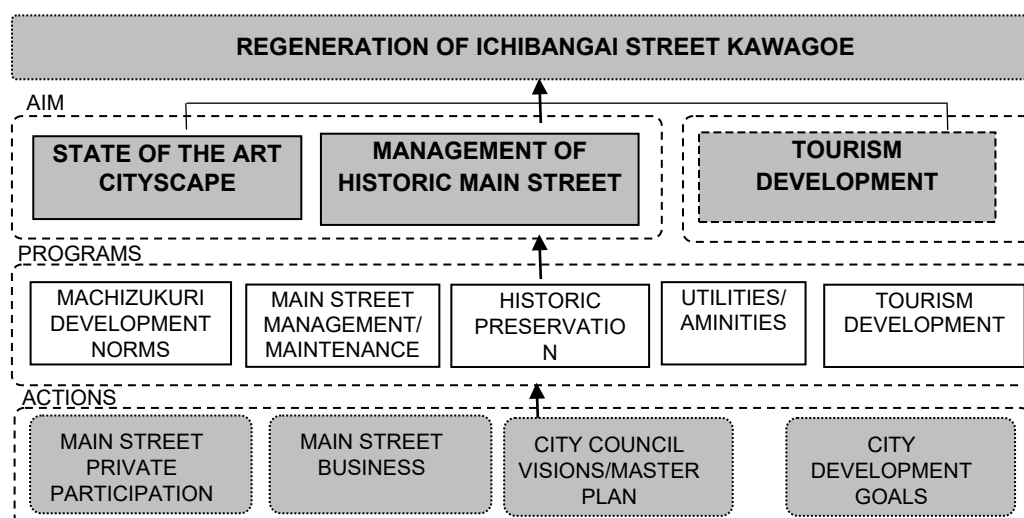 REGENERATION OF ICHIBANGAI STREET KAWAGOE
AIM
STATE OF THE ART
CITYSCAPE
MANAGEMENT OF
HISTORIC MAIN STREET
TOURISM
DEVELOPMENT
PROGRAMS
MACHIZUKURI
DEVELOPMENT
NORMS
MAIN STREET
MANAGEMENT/
MAINTENANCE
HISTORIC
PRESERVATIO
N
UTILITIES/
AMINITIES
TOURISM
DEVELOPMENT
ACTIONS
MAIN STREET
PRIVATE
PARTICIPATION
MAIN STREET
BUSINESS
CITY COUNCIL
VISIONS/MASTER
PLAN
CITY
DEVELOPMENT
GOALS